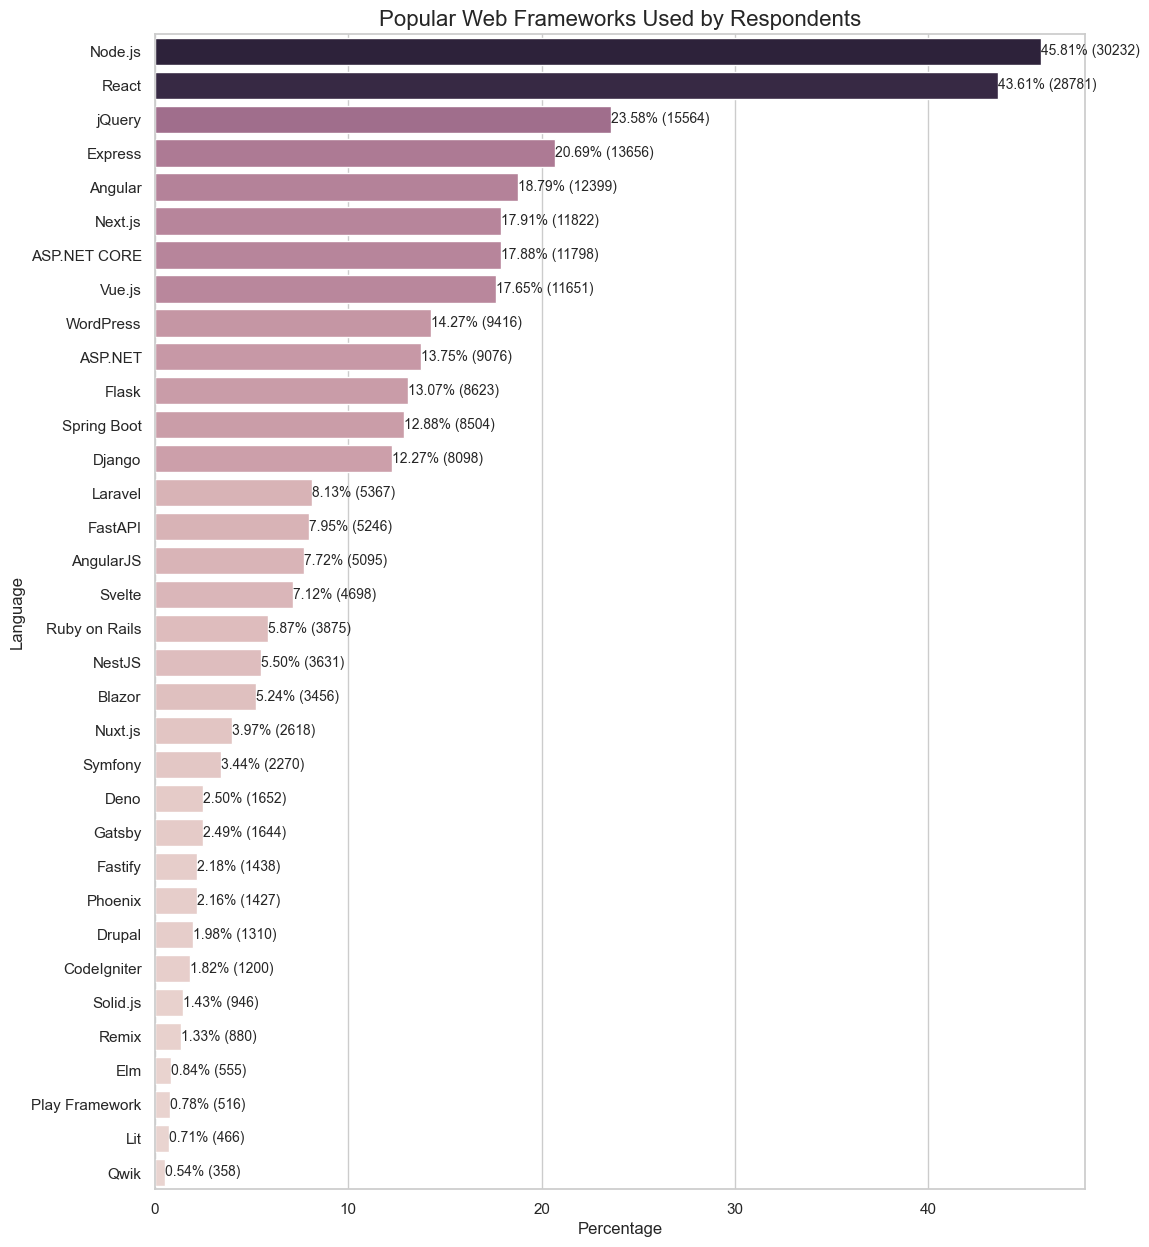 Popular Web Frameworks Used by Respondents
Node.js 45.81% (30232)
React 43.61% (28781)
jQuery 23.58% (15564)
Express 20.69% (13656)
Angular 18.79% (12399)
Next.js 17.91% (11822)
ASP.NET CORE 17.88% (11798)
Vue.js 17.65% (11651)
WordPress 14.27% (9416)
ASP.NET 13.75% (9076)
Flask 13.07% (8623)
Spring Boot 12.88% (8504)
Django 12.27% (8098)
Laravel 8.13% (5367)
FastAPI 7.95% (5246)
AngularJS 7.72% (5095)
Svelte 7.12% (4698)
Ruby on Rails 5.87% (3875)
NestJS 5.50% (3631)
Blazor 5.24% (3456)
Nuxt.js 3.97% (2618)
Symfony 3.44% (2270)
Deno 2.50% (1652)
Gatsby 2.49% (1644)
Fastify 2.18% (1438)
Phoenix 2.16% (1427)
Drupal 1.98% (1310)
CodeIgniter 1.82% (1200)
Solid.js 1.43% (946)
Remix 1.33% (880)
Elm 0.84% (555)
Play Framework 0.78% (516)
Lit 0.71% (466)
Qwik 0.54% (358)
Language
0 10 20 30 40
Percentage